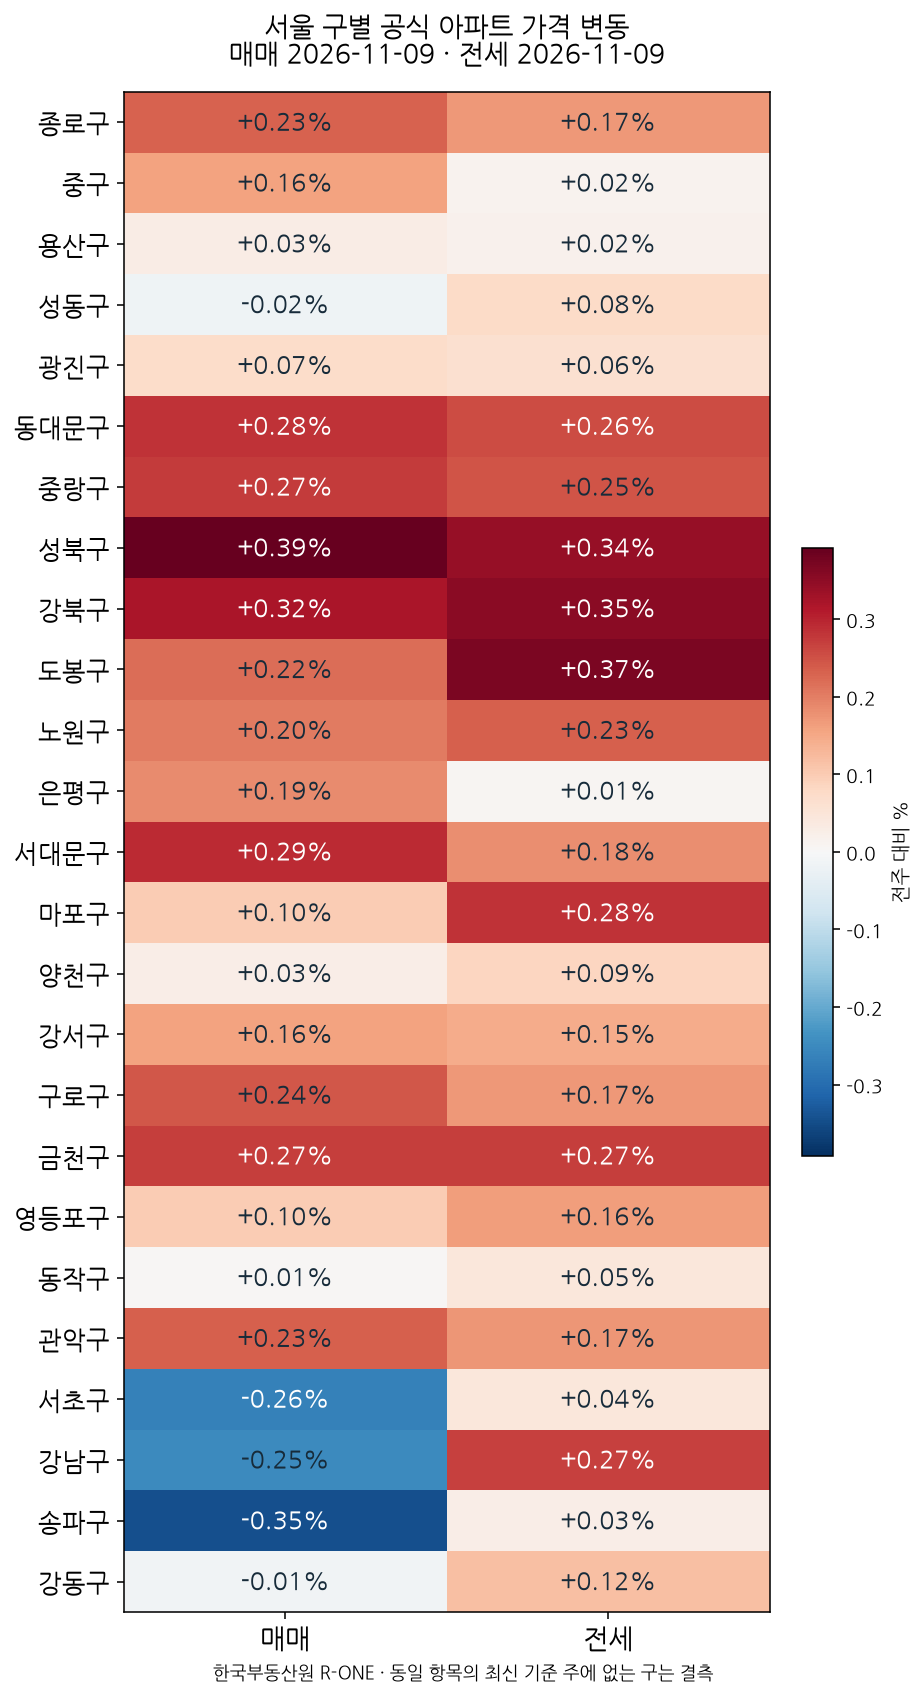 서울 구별 공식 아파트 가격 변동
매매 2026-11-09 · 전세 2026-11-09
종로구 +0.23% +0.17%
중구 +0.16% +0.02%
용산구 +0.03% +0.02%
성동구 -0.02% +0.08%
광진구 +0.07% +0.06%
동대문구 +0.28% +0.26%
중랑구 +0.27% +0.25%
성북구 +0.39% +0.34%
강북구 +0.32% +0.35%
도봉구 +0.22% +0.37%
노원구 +0.20% +0.23%
은평구 +0.19% +0.01%
서대문구 +0.29% +0.18%
마포구 +0.10% +0.28%
양천구 +0.03% +0.09%
강서구 +0.16% +0.15%
구로구 +0.24% +0.17%
금천구 +0.27% +0.27%
영등포구 +0.10% +0.16%
동작구 +0.01% +0.05%
관악구 +0.23% +0.17%
서초구 -0.26% +0.04%
강남구 -0.25% +0.27%
송파구 -0.35% +0.03%
강동구 -0.01% +0.12%
매매 전세
0.3
0.2
0.1
0.0
-0.1
-0.2
-0.3
전주 대비 %
한국부동산원 R-ONE · 동일 항목의 최신 기준 주에 없는 구는 결측